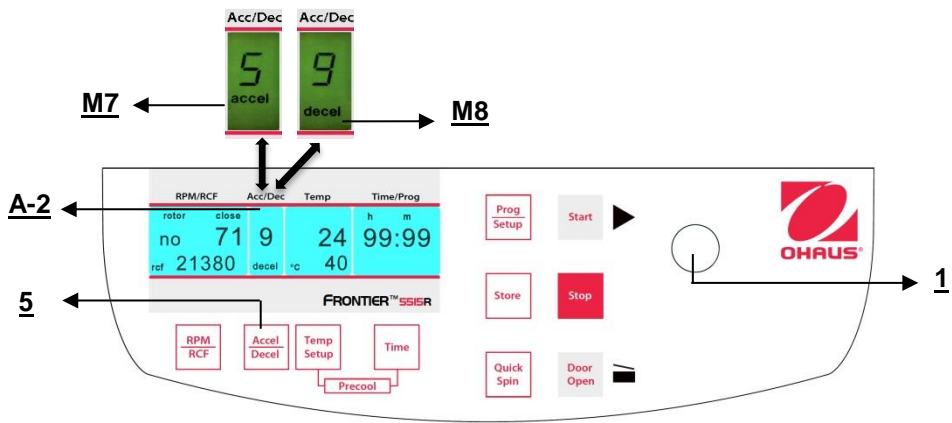 Acc/Dec Acc/Dec
5 9
accel decel
M7 M8
RPM/RCF Acc/Dec Temp Time/Prog
A-2
rotor close h m
no 71 9 24 99:99
rcf 21380 decel °C 40
5
FRONTIER™ 5515R
RPM
RCF
Accel
Decel
Temp
Setup
Time
Precool
Prog
Setup
Start
Store
Stop
Quick
Spin
Door
Open
OHAUS®
1